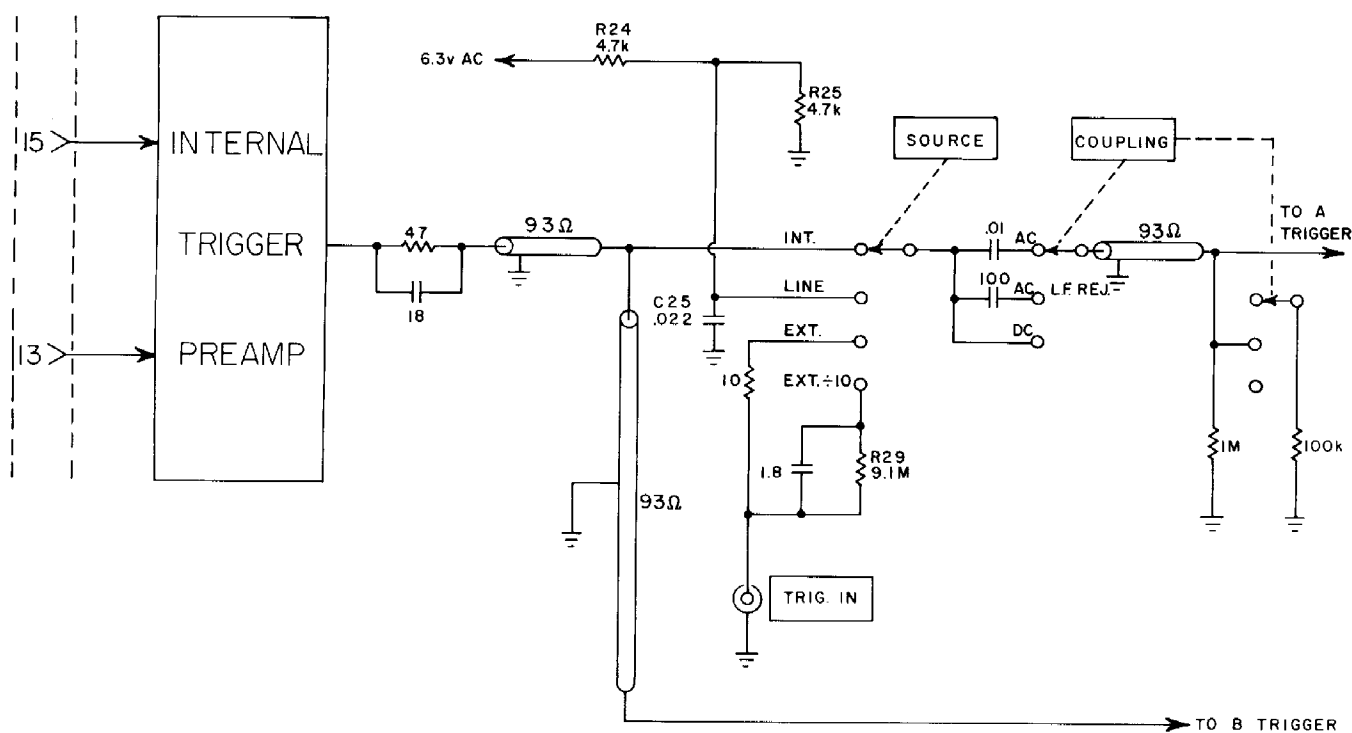 R24
4.7k
6.3v AC
R25
4.7k
15
INTERNAL
SOURCE
COUPLING
TO A
TRIGGER
47
93Ω
INT.
.01
AC
93Ω
TRIGGER
18
C25
.022
LINE
100
AC
L.F. REJ.
13
PREAMP
EXT.
DC
10
EXT.÷10
1.8
R29
9.1M
1M
100k
93Ω
TRIG. IN
TO B TRIGGER